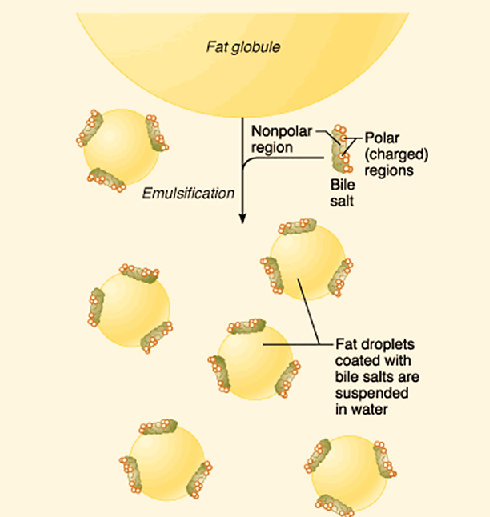 Fat globule
Nonpolar
region
Polar
(charged)
regions
Bile
salt
Emulsification
Fat droplets
coated with
bile salts are
suspended
in water